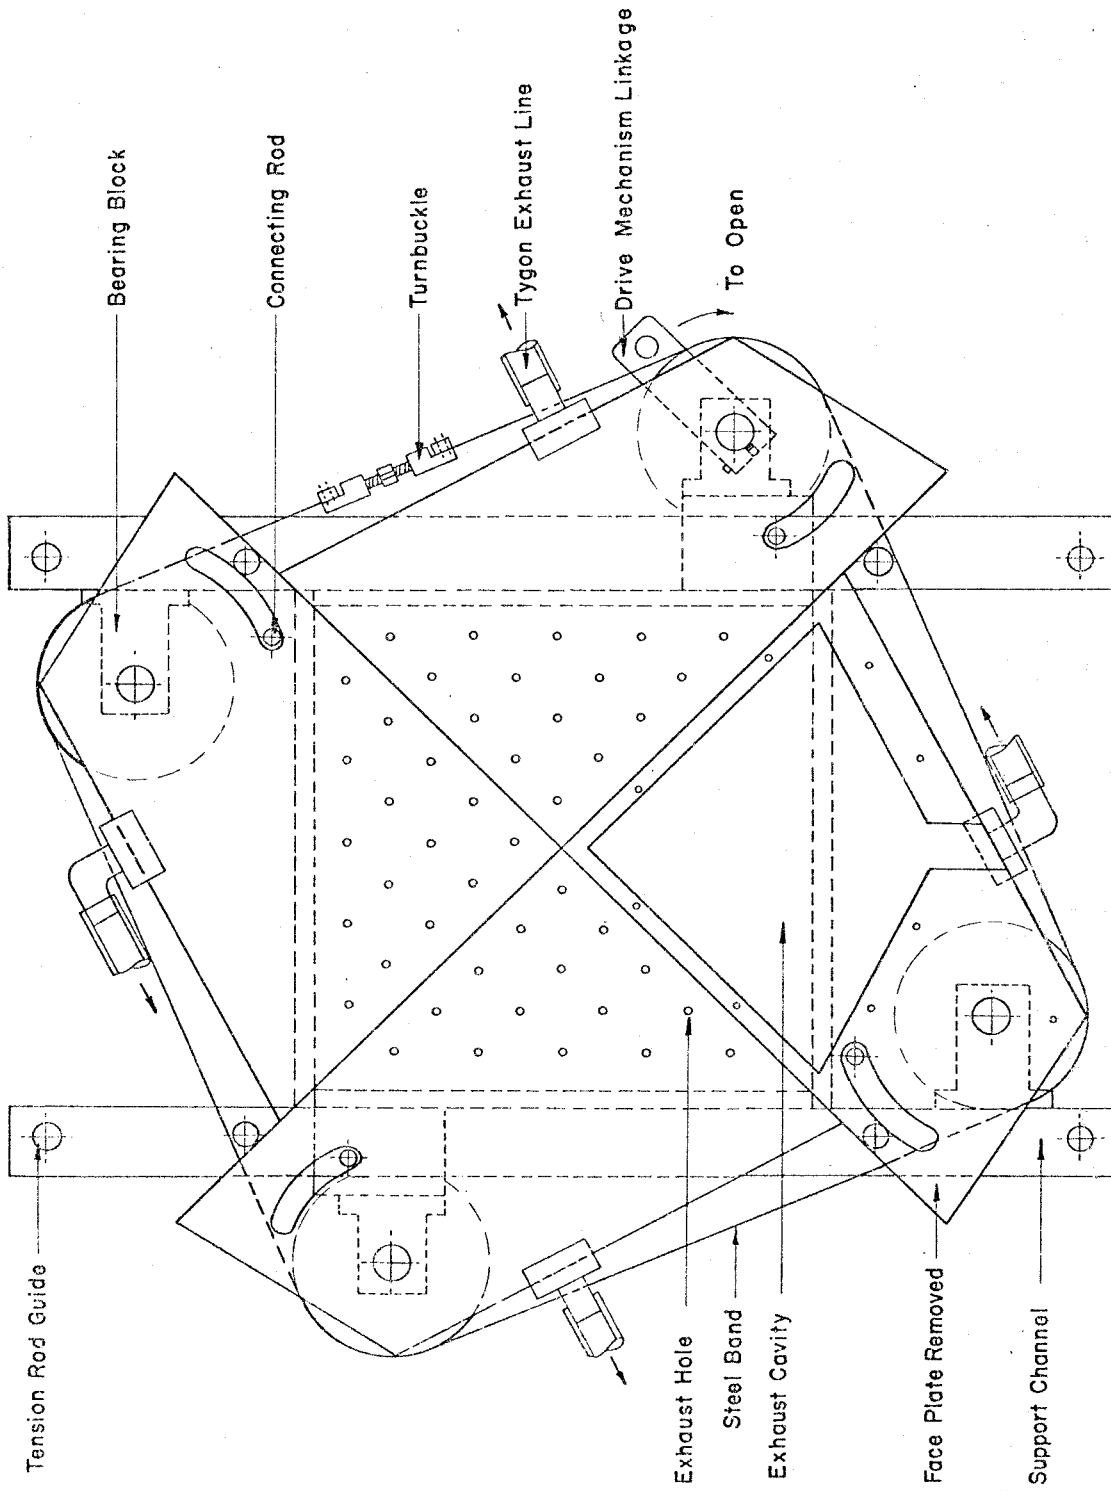 Bearing Block
Connecting Rod
Turnbuckle
Tygon Exhaust Line
Drive Mechanism Linkage
To Open
Tension Rod Guide
Exhaust Hole
Steel Band
Exhaust Cavity
Face Plate Removed
Support Channel